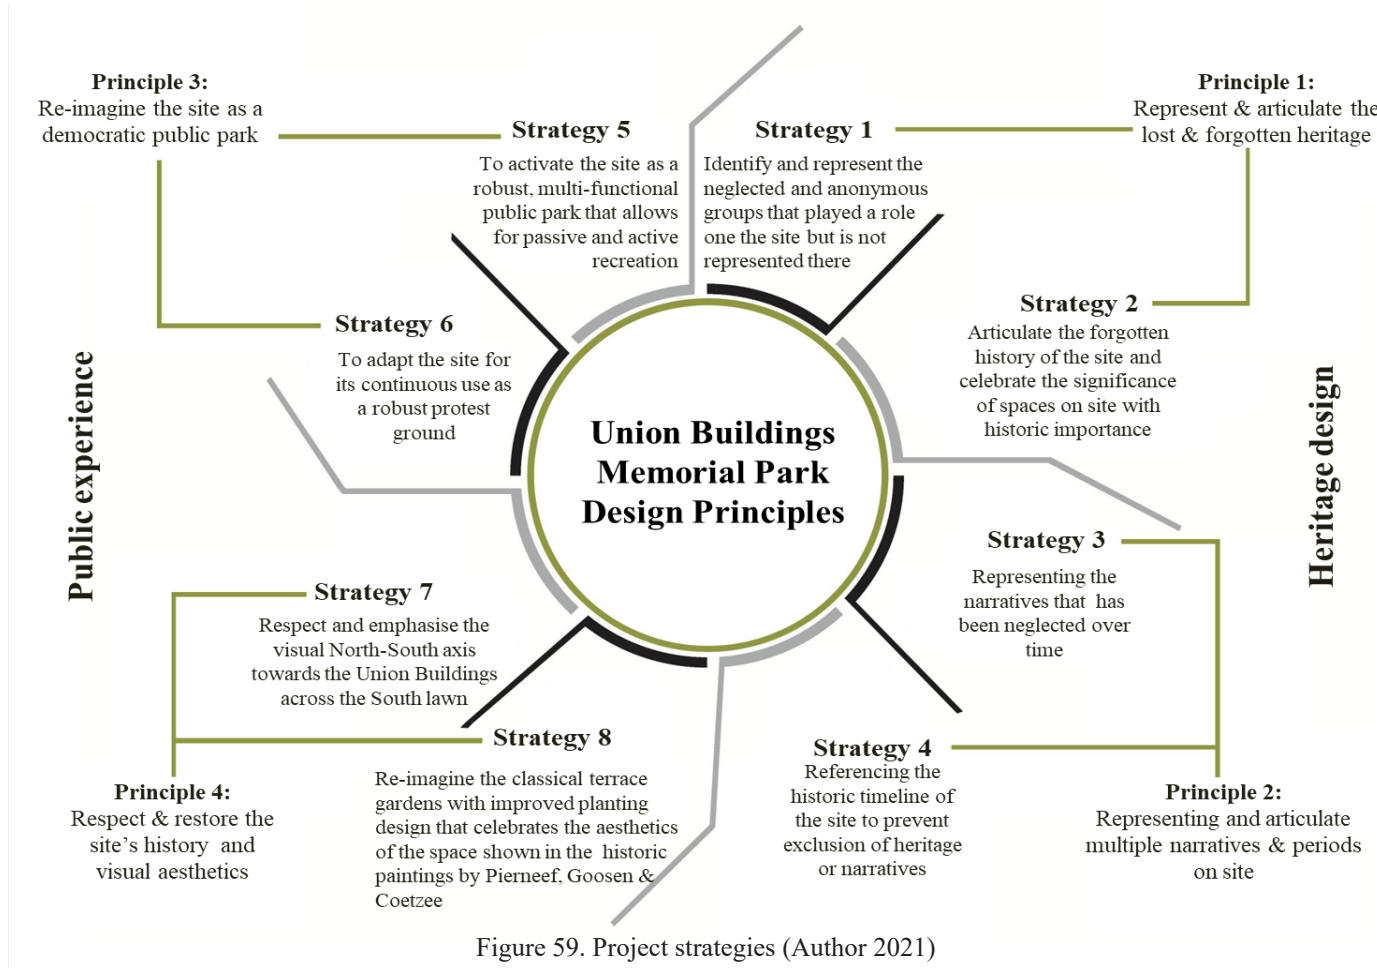 Principle 3:
Re-imagine the site as a
democratic public park
Strategy 5
To activate the site as a
robust, multi-functional
public park that allows
for passive and active
recreation
Strategy 1
Identify and represent the
neglected and anonymous
groups that played a role
one the site but is not
represented there
Principle 1:
Represent & articulate the
lost & forgotten heritage
Strategy 6
To adapt the site for
its continuous use as
a robust protest
ground
Strategy 2
Articulate the forgotten
history of the site and
celebrate the significance
of spaces on site with
historic importance
Public experience
Union Buildings
Memorial Park
Design Principles
Heritage design
Strategy 7
Respect and emphasise the
visual North-South axis
towards the Union Buildings
across the South lawn
Strategy 3
Representing the
narratives that has
been neglected over
time
Strategy 8
Re-imagine the classical terrace
gardens with improved planting
design that celebrates the aesthetics
of the space shown in the historic
paintings by Pierneef, Goosen &
Coetzee
Strategy 4
Referencing the
historic timeline of
the site to prevent
exclusion of heritage
or narratives
Principle 4:
Respect & restore the
site's history and
visual aesthetics
Principle 2:
Representing and articulate
multiple narratives & periods
on site
Figure 59. Project strategies (Author 2021)